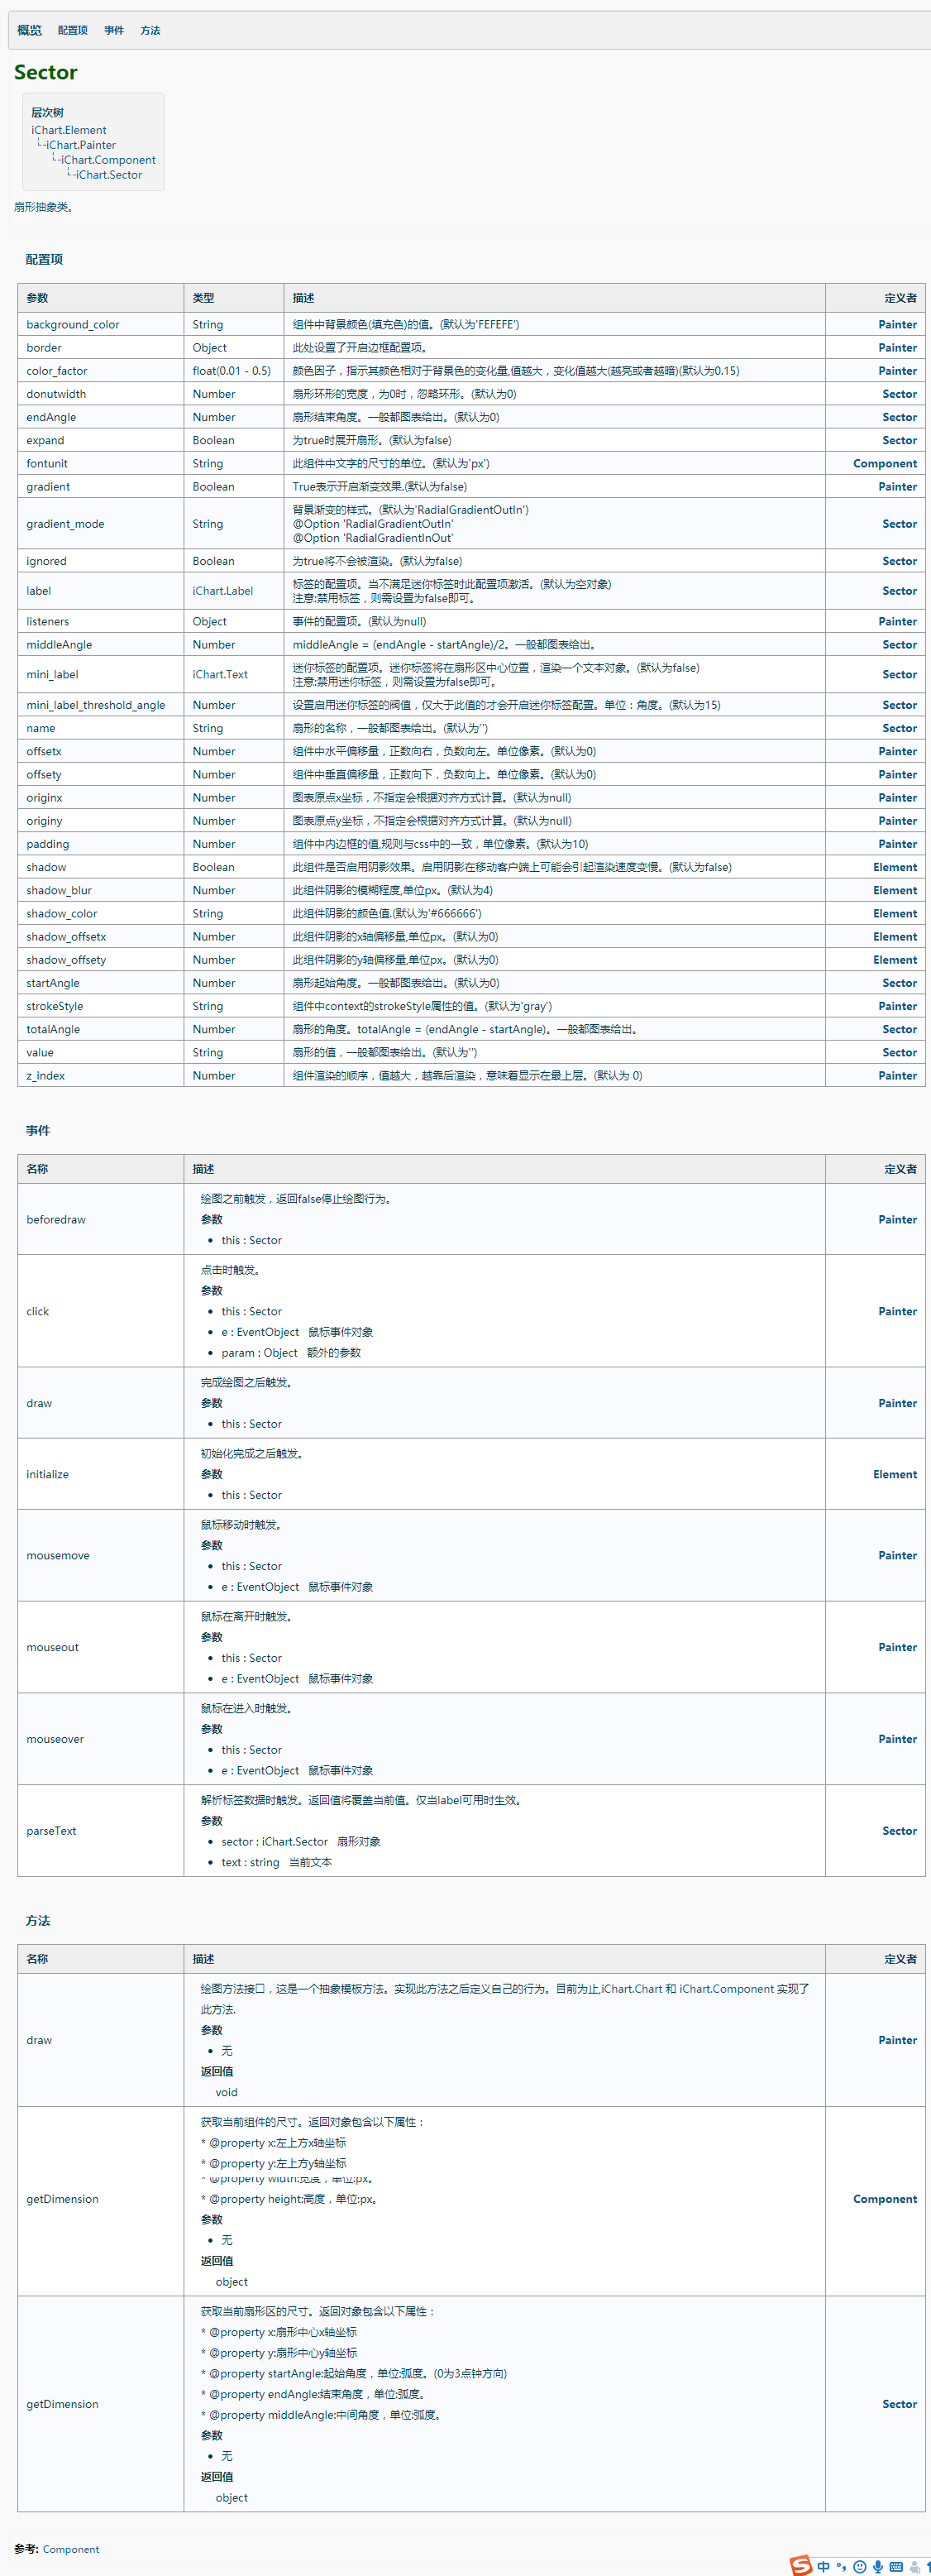 概览 配置项 事件 方法
Sector
层次树
iChart.Element
iChart.Painter
iChart.Component
iChart.Sector
扇形抽象类。
配置项
参数 类型 描述 定义者
background_color String 组件中背景颜色(填充色)的值。(默认为'FEFEFE') Painter
border Object 此处设置了开启边框配置项。 Painter
color_factor float(0.01 - 0.5) 颜色因子，指示其颜色相对于背景色的变化量,值越大，变化值越大(越亮或者越暗)(默认为0.15) Painter
donutwidth Number 扇形环形的宽度，为0时，忽略环形。(默认为0) Sector
endAngle Number 扇形结束角度。一般都图表给出。(默认为0) Sector
expand Boolean 为true时展开扇形。(默认为false) Sector
fontunit String 此组件中文字的尺寸的单位。(默认为'px') Component
gradient Boolean True表示开启渐变效果.(默认为false) Painter
gradient_mode String 背景渐变的样式。(默认为'RadialGradientOutIn') Sector
@Option 'RadialGradientOutIn'
@Option 'RadialGradientInOut'
ignored Boolean 为true将不会被渲染。(默认为false) Sector
label iChart.Label 标签的配置项。当不满足迷你标签时此配置项激活。(默认为空对象) Sector
注意:禁用标签，则需设置为false即可。
listeners Object 事件的配置项。(默认为null) Painter
middleAngle Number middleAngle = (endAngle - startAngle)/2。一般都图表给出。 Sector
mini_label iChart.Text 迷你标签的配置项。迷你标签将在扇形区中心位置，渲染一个文本对象。(默认为false) Sector
注意:禁用迷你标签，则需设置为false即可。
mini_label_threshold_angle Number 设置启用迷你标签的阀值，仅大于此值的才会开启迷你标签配置。单位：角度。(默认为15) Sector
name String 扇形的名称，一般都图表给出。(默认为'') Sector
offsetx Number 组件中水平偏移量，正数向右，负数向左。单位像素。(默认为0) Painter
offsety Number 组件中垂直偏移量，正数向下，负数向上。单位像素。(默认为0) Painter
originx Number 图表原点x坐标，不指定会根据对齐方式计算。(默认为null) Painter
originy Number 图表原点y坐标，不指定会根据对齐方式计算。(默认为null) Painter
padding Number 组件中内边框的值,规则与css中的一致，单位像素。(默认为10) Painter
shadow Boolean 此组件是否启用阴影效果。启用阴影在移动客户端上可能会引起渲染速度变慢。(默认为false) Element
shadow_blur Number 此组件阴影的模糊程度,单位px。(默认为4) Element
shadow_color String 此组件阴影的颜色值.(默认为'#666666') Element
shadow_offsetx Number 此组件阴影的x轴偏移量,单位px。(默认为0) Element
shadow_offsety Number 此组件阴影的y轴偏移量,单位px。(默认为0) Element
startAngle Number 扇形起始角度。一般都图表给出。(默认为0) Sector
strokeStyle String 组件中context的strokeStyle属性的值。(默认为'gray') Painter
totalAngle Number 扇形的角度。totalAngle = (endAngle - startAngle)。一般都图表给出。 Sector
value String 扇形的值，一般都图表给出。(默认为'') Sector
z_index Number 组件渲染的顺序，值越大，越靠后渲染，意味着显示在最上层。(默认为 0) Painter
事件
名称 描述 定义者
beforedraw 绘图之前触发，返回false停止绘图行为。 Painter
参数
• this : Sector
click 点击时触发。 Painter
参数
• this : Sector
• e : EventObject 鼠标事件对象
• param : Object 额外的参数
draw 完成绘图之后触发。 Painter
参数
• this : Sector
initialize 初始化完成之后触发。 Element
参数
• this : Sector
mousemove 鼠标移动时触发。 Painter
参数
• this : Sector
• e : EventObject 鼠标事件对象
mouseout 鼠标在离开时触发。 Painter
参数
• this : Sector
• e : EventObject 鼠标事件对象
mouseover 鼠标在进入时触发。 Painter
参数
• this : Sector
• e : EventObject 鼠标事件对象
parseText 解析标签数据时触发。返回值将覆盖当前值。仅当label可用时生效。 Sector
参数
• sector : iChart.Sector 扇形对象
• text : string 当前文本
方法
名称 描述 定义者
draw 绘图方法接口，这是一个抽象模板方法。实现此方法之后定义自己的行为。目前为止,iChart.Chart 和 iChart.Component 实现了 Painter
此方法.
参数
• 无
返回值
void
getDimension 获取当前组件的尺寸。返回对象包含以下属性： Component
* @property x:左上方x轴坐标
* @property y:左上方y轴坐标
* @property width:宽度，单位:px。
* @property height:高度，单位:px。
参数
• 无
返回值
object
getDimension 获取当前扇形区的尺寸。返回对象包含以下属性： Sector
* @property x:扇形中心x轴坐标
* @property y:扇形中心y轴坐标
* @property startAngle:起始角度，单位:弧度。(0为3点钟方向)
* @property endAngle:结束角度，单位:弧度。
* @property middleAngle:中间角度，单位:弧度。
参数
• 无
返回值
object
参考: Component
S 中